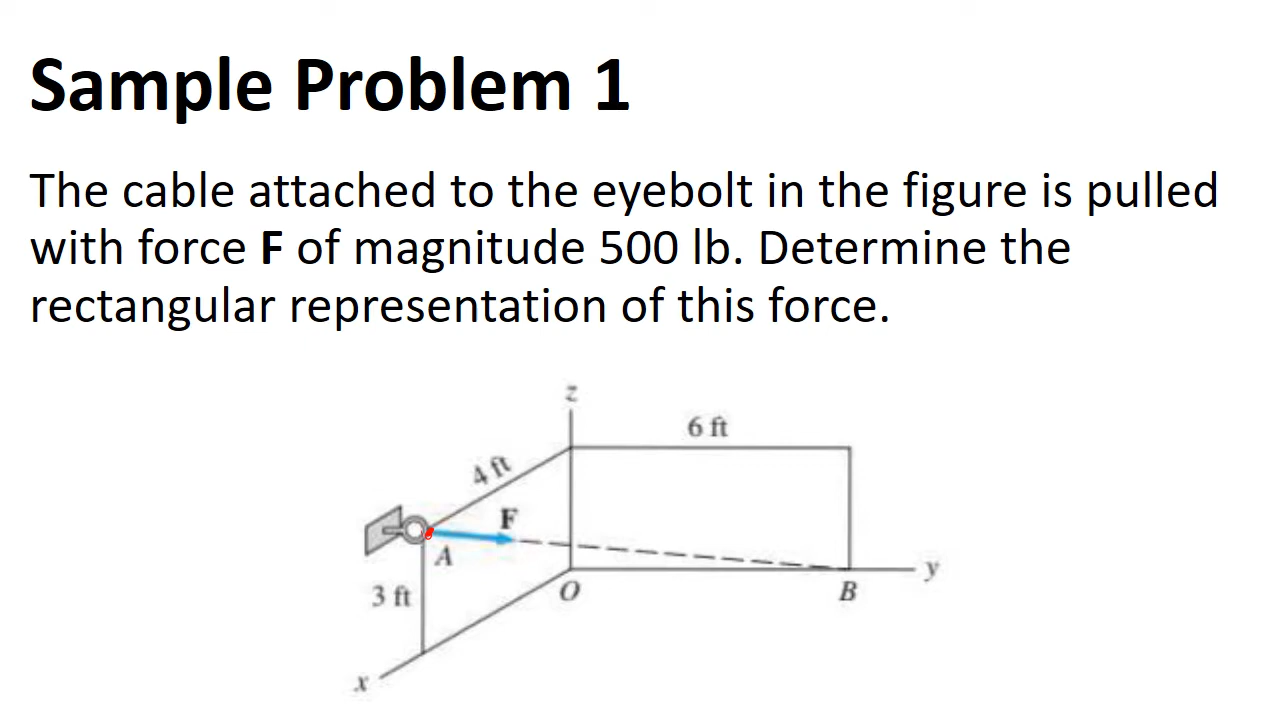 Sample Problem 1
The cable attached to the eyebolt in the figure is pulled
with force F of magnitude 500 lb. Determine the
rectangular representation of this force.
z
6 ft
4 ft
F
A
3 ft
O
B
y
x